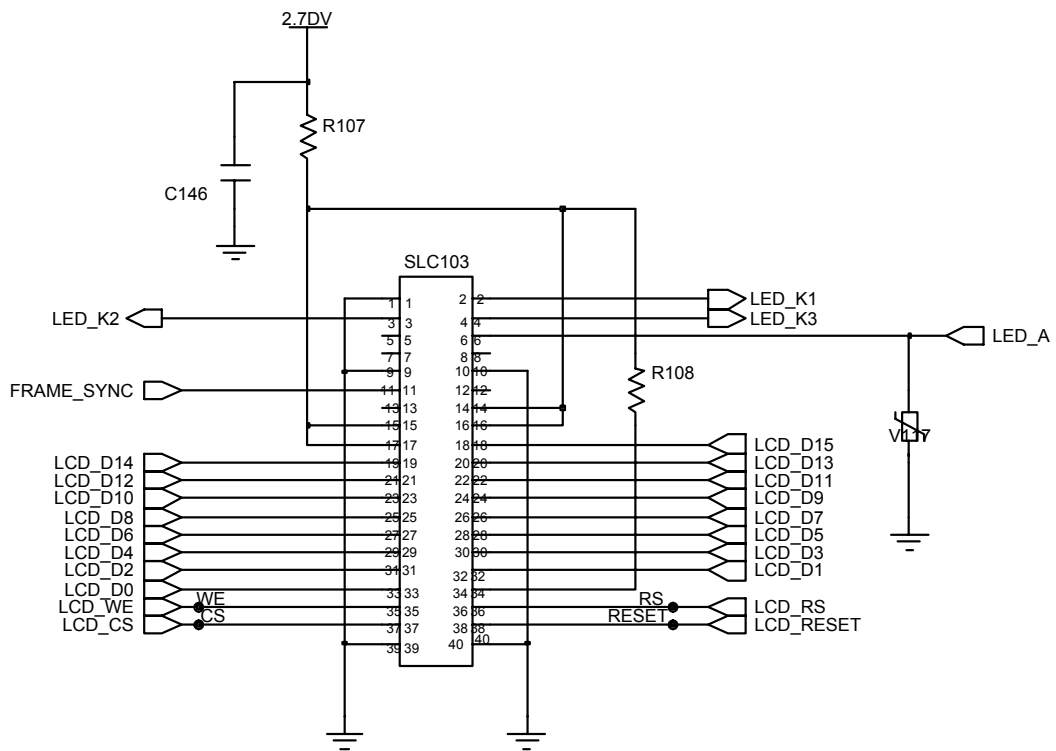 2.7DV
R107
C146
SLC103
1 1 2 2 LED_K1
LED_K2 3 3 4 4 LED_K3
5 5 6 6 LED_A
7 7 8 8
9 9 10 10 R108
FRAME_SYNC 11 11 12 12
13 13 14 14
15 15 16 16 V117
17 17 18 18 LCD_D15
LCD_D14 19 19 20 20 LCD_D13
LCD_D12 21 21 22 22 LCD_D11
LCD_D10 23 23 24 24 LCD_D9
LCD_D8 25 25 26 26 LCD_D7
LCD_D6 27 27 28 28 LCD_D5
LCD_D4 29 29 30 30 LCD_D3
LCD_D2 31 31 32 32 LCD_D1
LCD_D0 33 33 34 34
LCD_WE WE 35 35 36 36 RS LCD_RS
LCD_CS CS 37 37 38 38 RESET LCD_RESET
39 39 40 40